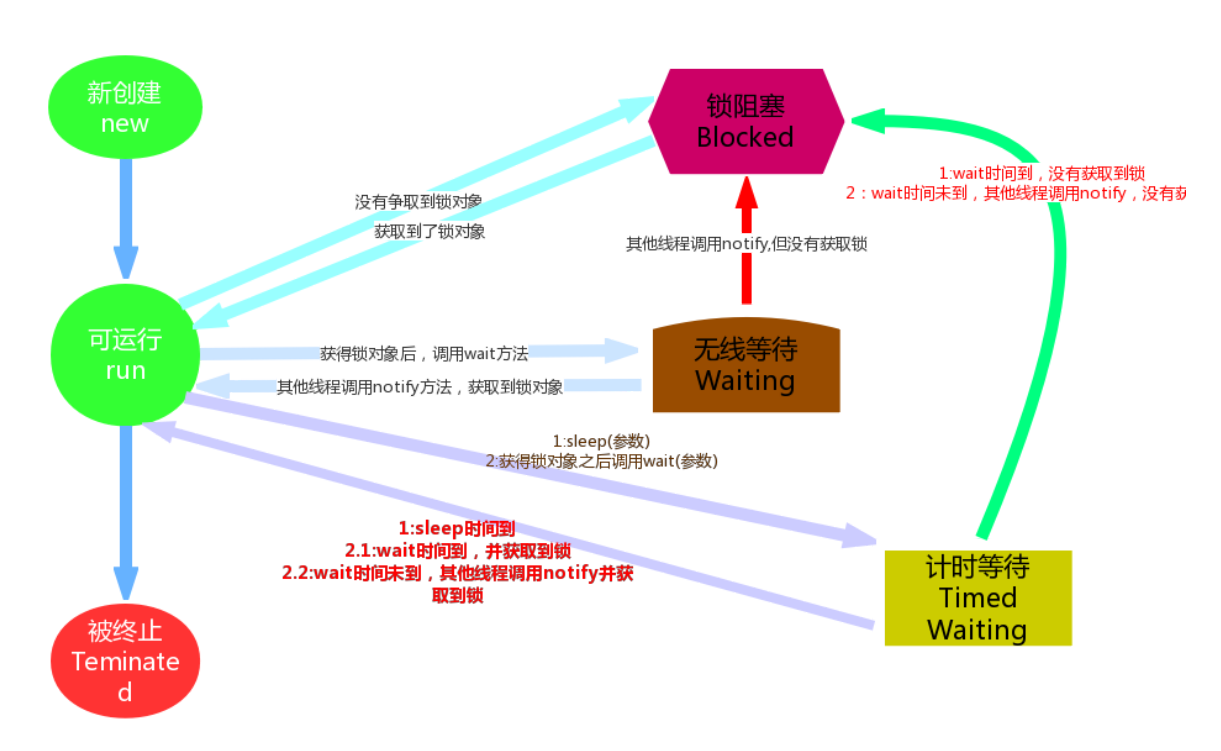 新创建
new
锁阻塞
Blocked
1:wait时间到，没有获取到锁
2：wait时间未到，其他线程调用notify，没有获
没有争取到锁对象
获取到了锁对象
其他线程调用notify,但没有获取锁
可运行
run
获得锁对象后，调用wait方法
其他线程调用notify方法，获取到锁对象
无线等待
Waiting
1:sleep(参数)
2:获得锁对象之后调用wait(参数)
1:sleep时间到
2.1:wait时间到，并获取到锁
2.2:wait时间未到，其他线程调用notify并获
取到锁
计时等待
Timed
Waiting
被终止
Teminate
d